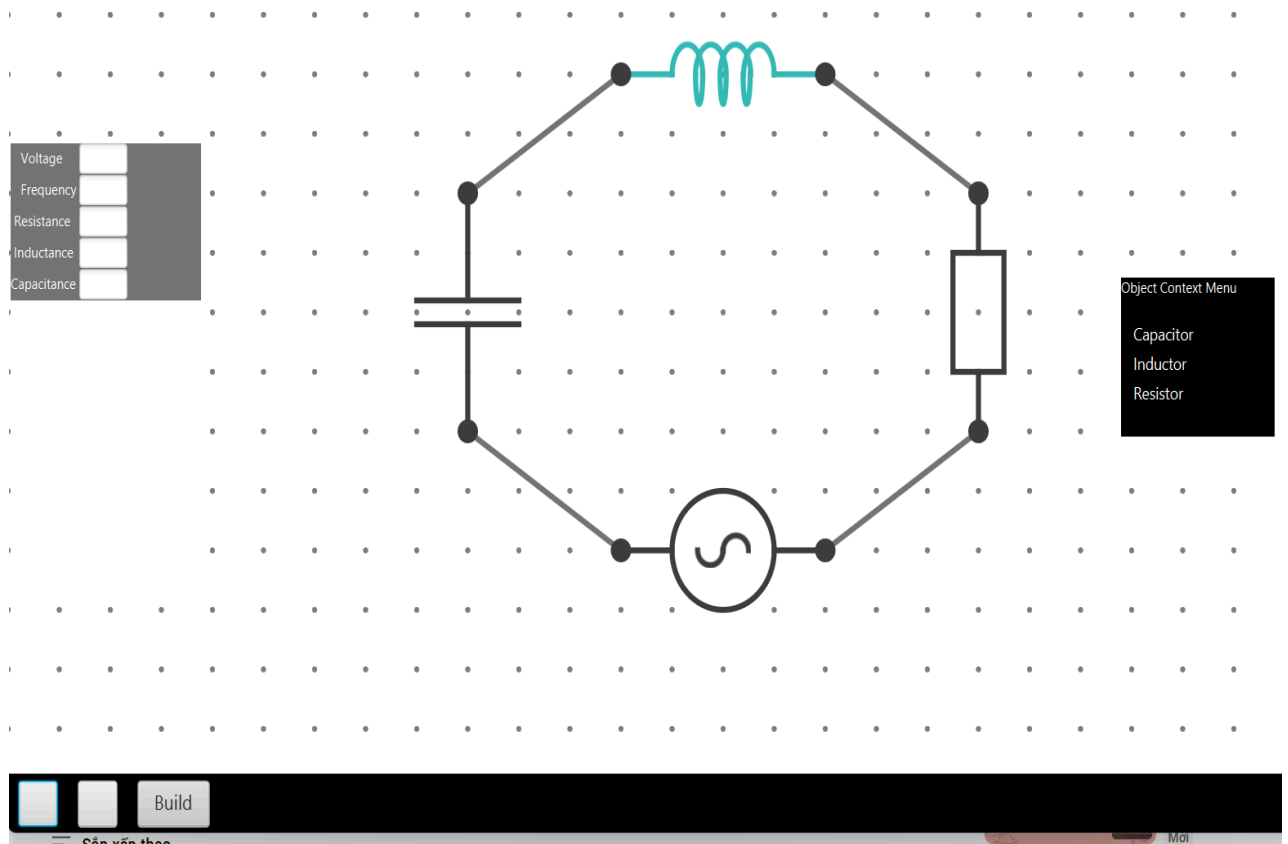 Voltage
Frequency
Resistance
Inductance
Capacitance
Object Context Menu
Capacitor
Inductor
Resistor
Build
Sắp xếp theo
Mới